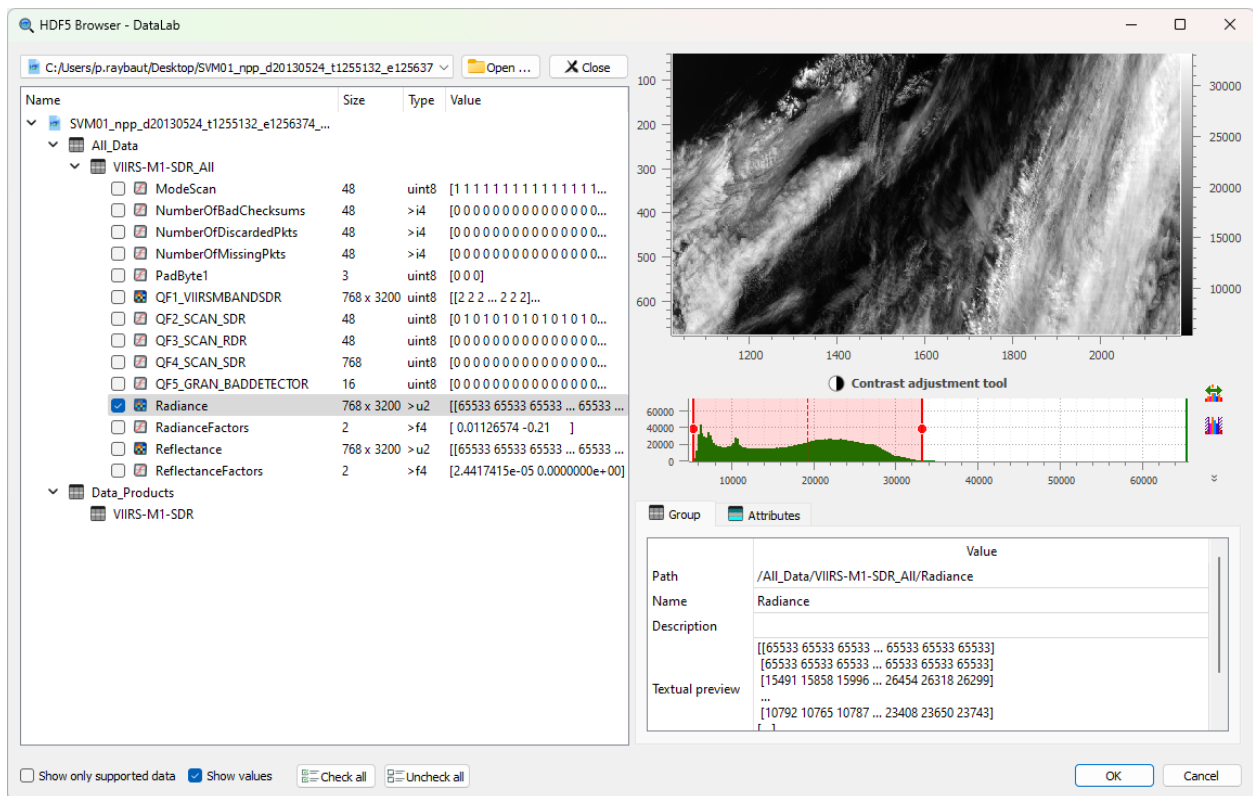 HDF5 Browser - DataLab
C:/Users/p.raybaut/Desktop/SVM01_npp_d20130524_t1255132_e125637 Open ... Close
Name Size Type Value
SVM01_npp_d20130524_t1255132_e1256374_...
All_Data
VIIRS-M1-SDR_All
ModeScan 48 uint8 [1 1 1 1 1 1 1 1 1 1 1 1 1 1 1...
NumberOfBadChecksums 48 >i4 [0 0 0 0 0 0 0 0 0 0 0 0 0 0 0...
NumberOfDiscardedPkts 48 >i4 [0 0 0 0 0 0 0 0 0 0 0 0 0 0 0...
NumberOfMissingPkts 48 >i4 [0 0 0 0 0 0 0 0 0 0 0 0 0 0 0...
PadByte1 3 uint8 [0 0 0]
QF1_VIIRSMBANDSDR 768 x 3200 uint8 [[2 2 2 ... 2 2 2]...
QF2_SCAN_SDR 48 uint8 [0 1 0 1 0 1 0 1 0 1 0 1 0 1 0...
QF3_SCAN_RDR 48 uint8 [0 0 0 0 0 0 0 0 0 0 0 0 0 0 0...
QF4_SCAN_SDR 768 uint8 [0 0 0 0 0 0 0 0 0 0 0 0 0 0 0...
QF5_GRAN_BADDETECTOR 16 uint8 [0 0 0 0 0 0 0 0 0 0 0 0 0 0 0...
Radiance 768 x 3200 >u2 [[65533 65533 65533 ... 65533 ...
RadianceFactors 2 >f4 [ 0.01126574 -0.21 ]
Reflectance 768 x 3200 >u2 [[65533 65533 65533 ... 65533 ...
ReflectanceFactors 2 >f4 [2.4417415e-05 0.0000000e+00]
Data_Products
VIIRS-M1-SDR
100
200
300
400
500
600
1200 1400 1600 1800 2000
30000
25000
20000
15000
10000
Contrast adjustment tool
60000
40000
20000
0
10000 20000 30000 40000 50000 60000
Group Attributes
Value
Path /All_Data/VIIRS-M1-SDR_All/Radiance
Name Radiance
Description
Textual preview
[[65533 65533 65533 ... 65533 65533 65533]
[65533 65533 65533 ... 65533 65533 65533]
[15491 15858 15996 ... 26454 26318 26299]
...
[10792 10765 10787 ... 23408 23650 23743]
Show only supported data Show values Check all Uncheck all OK Cancel